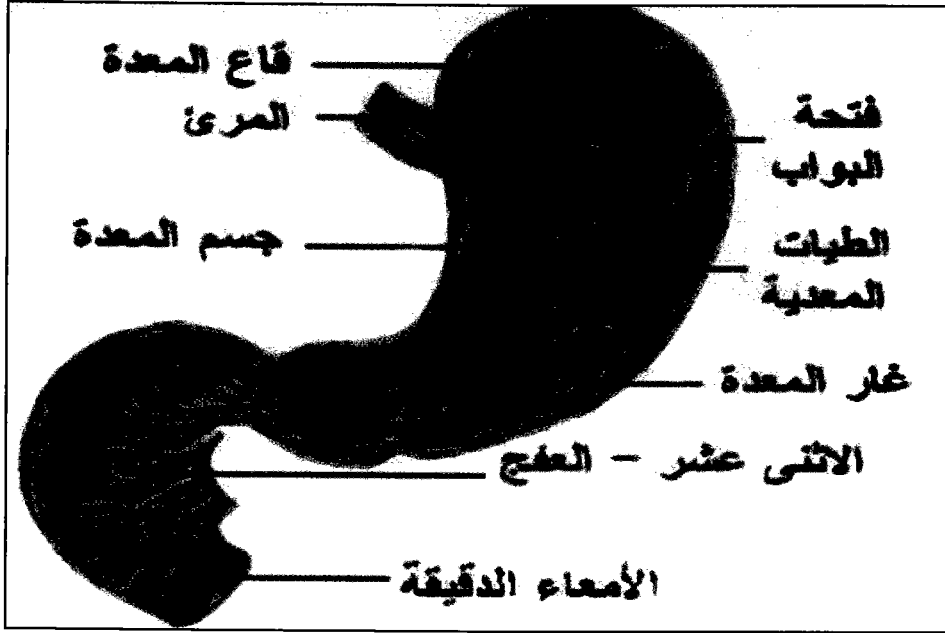 قاع المعدة
المرئ
فتحة
البواب
جسم المعدة
الطيات
المعدية
غار المعدة
الاثنى عشر - العفج
الأمعاء الدقيقة